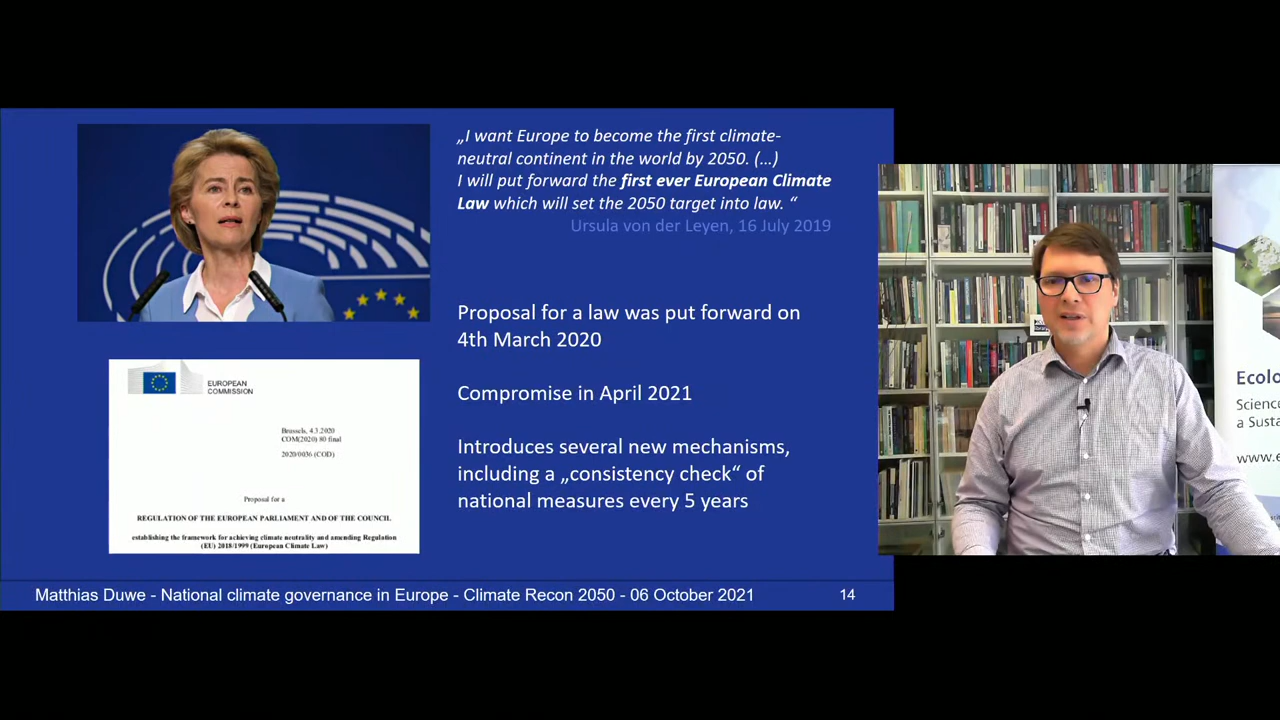 „I want Europe to become the first climate-
neutral continent in the world by 2050. (…)
I will put forward the first ever European Climate
Law which will set the 2050 target into law. “
Ursula von der Leyen, 16 July 2019
Proposal for a law was put forward on
4th March 2020
Compromise in April 2021
Introduces several new mechanisms,
including a „consistency check“ of
national measures every 5 years
EUROPEAN
COMMISSION
Brussels, 4.3.2020
COM(2020) 80 final
2020/0036 (COD)
Proposal for a
REGULATION OF THE EUROPEAN PARLIAMENT AND OF THE COUNCIL
establishing the framework for achieving climate neutrality and amending Regulation
(EU) 2018/1999 (European Climate Law)
Matthias Duwe - National climate governance in Europe - Climate Recon 2050 - 06 October 2021
14
Ecolo
Science
a Susta
www.e